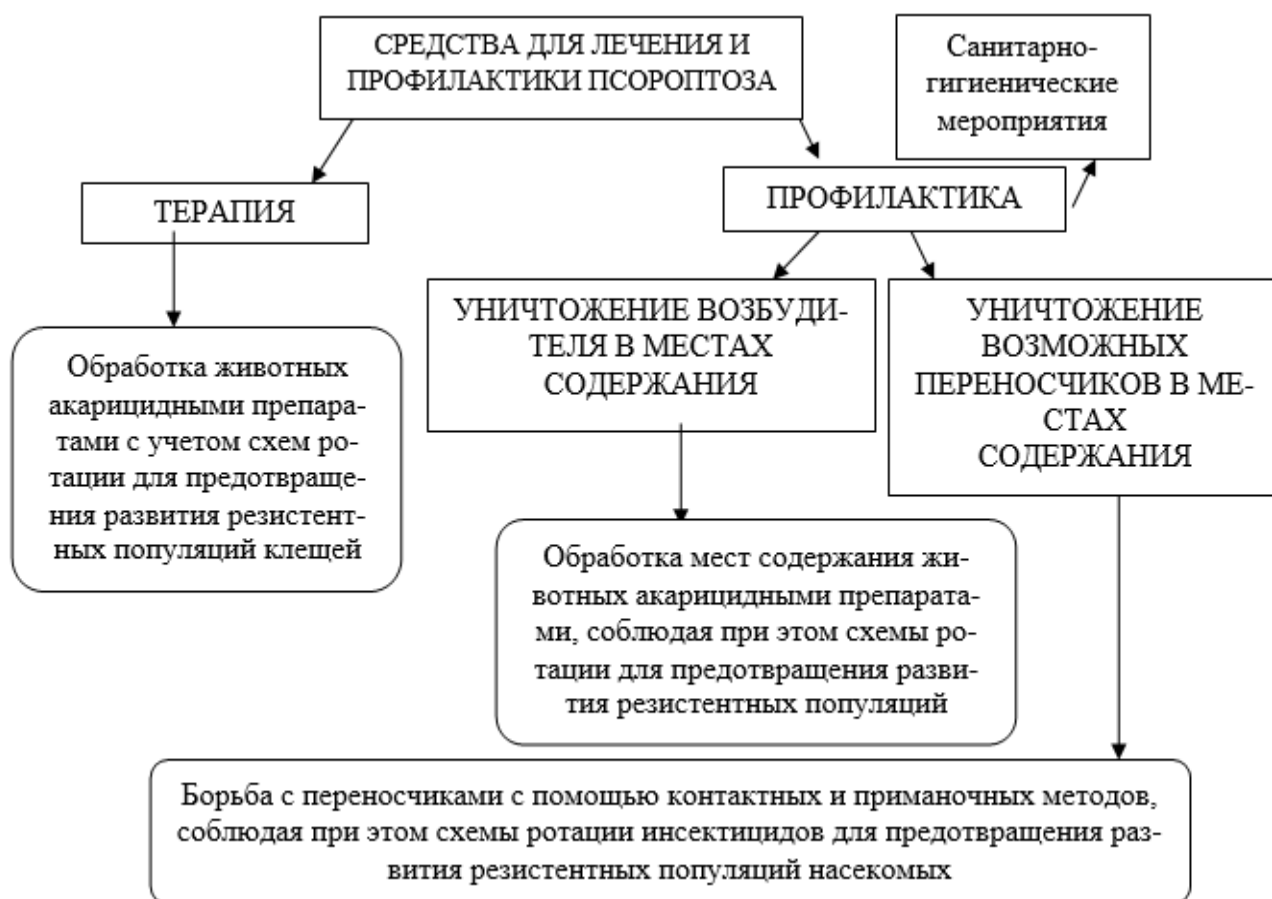 СРЕДСТВА ДЛЯ ЛЕЧЕНИЯ И
ПРОФИЛАКТИКИ ПСОРОПТОЗА
Санитарно-
гигиенические
мероприятия
ТЕРАПИЯ
ПРОФИЛАКТИКА
УНИЧТОЖЕНИЕ ВОЗБУДИ-
ТЕЛЯ В МЕСТАХ
СОДЕРЖАНИЯ
УНИЧТОЖЕНИЕ
ВОЗМОЖНЫХ
ПЕРЕНОСЧИКОВ В МЕ-
СТАХ
СОДЕРЖАНИЯ
Обработка животных
акарицидными препара-
тами с учетом схем ро-
тации для предотвраще-
ния развития резистент-
ных популяций клещей
Обработка мест содержания жи-
вотных акарицидными препарата-
ми, соблюдая при этом схемы ро-
тации для предотвращения разви-
тия резистентных популяций
Борьба с переносчиками с помощью контактных и приманочных методов,
соблюдая при этом схемы ротации инсектицидов для предотвращения раз-
вития резистентных популяций насекомых